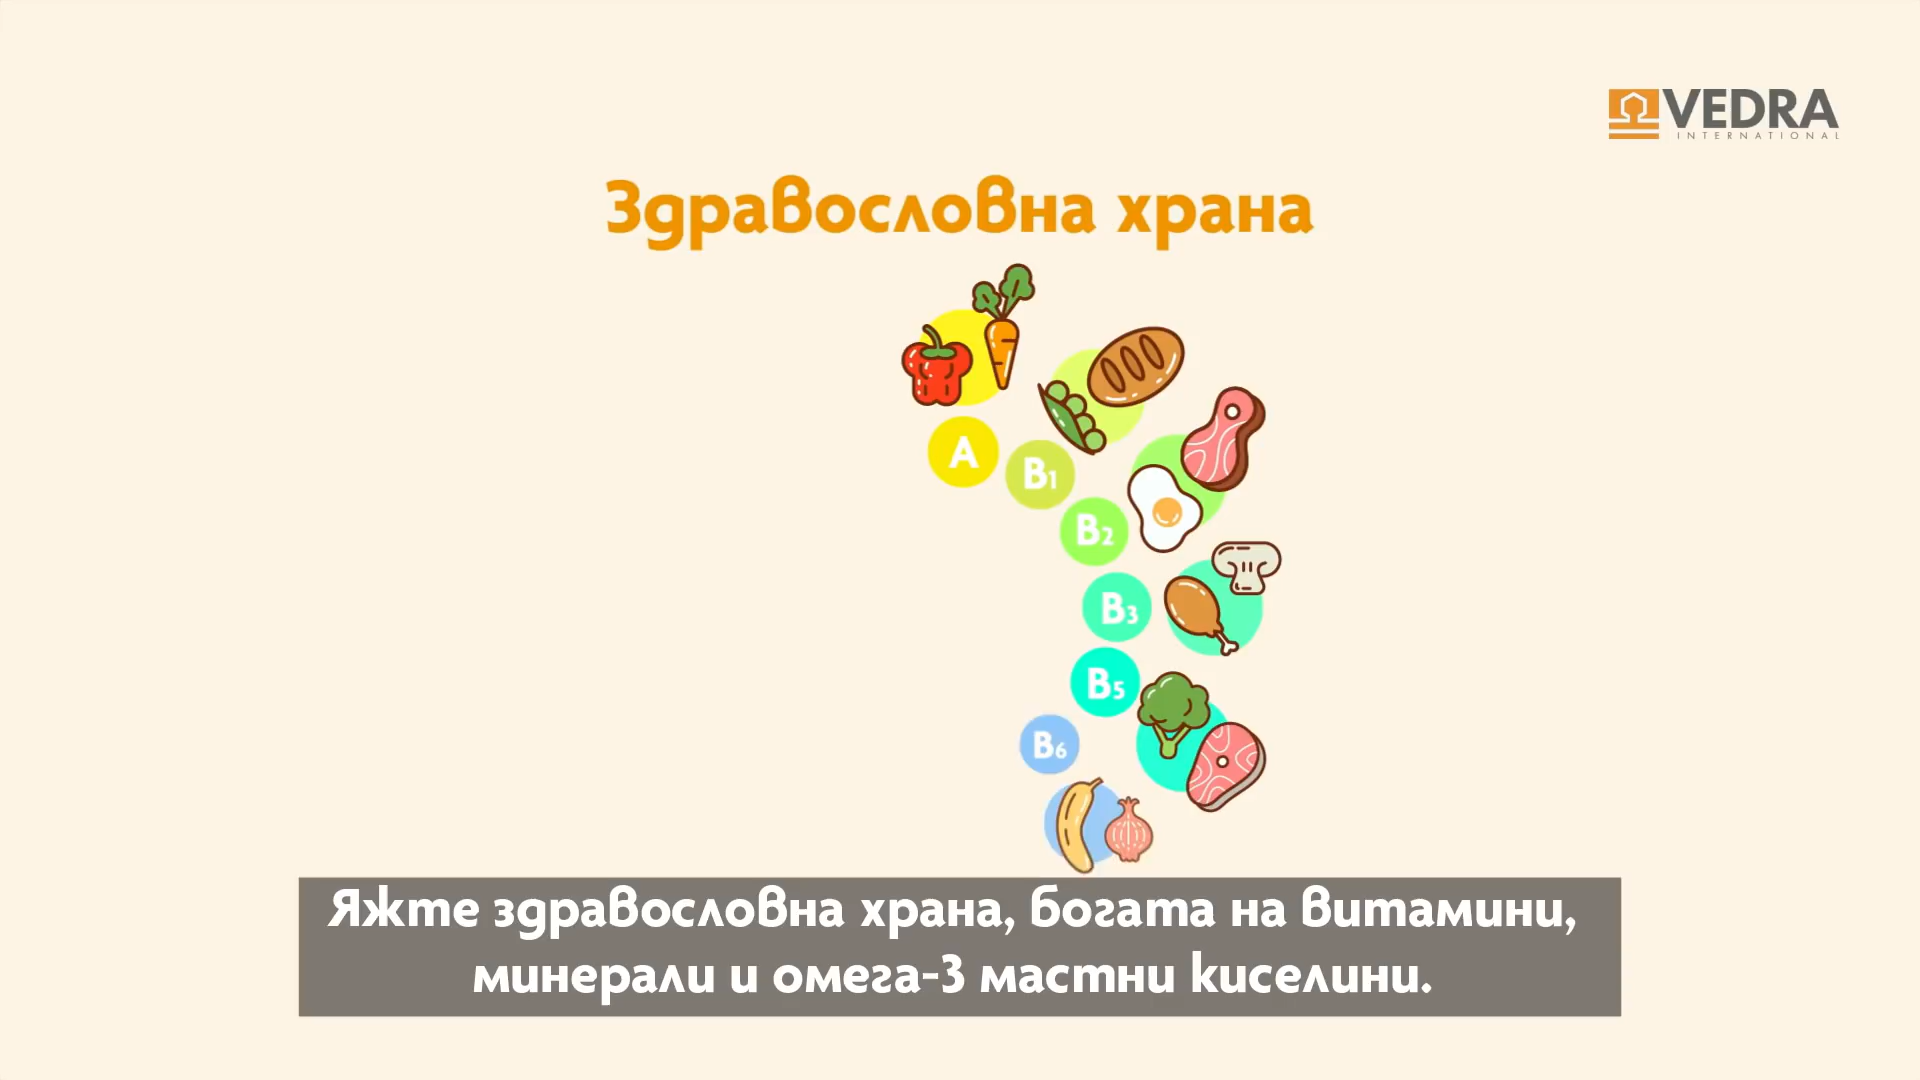 VEDRA
INTERNATIONAL
Здравословна храна
A
B1
B2
B3
B5
B6
Яжте здравословна храна, богата на витамини,
минерали и омега-3 мастни киселини.